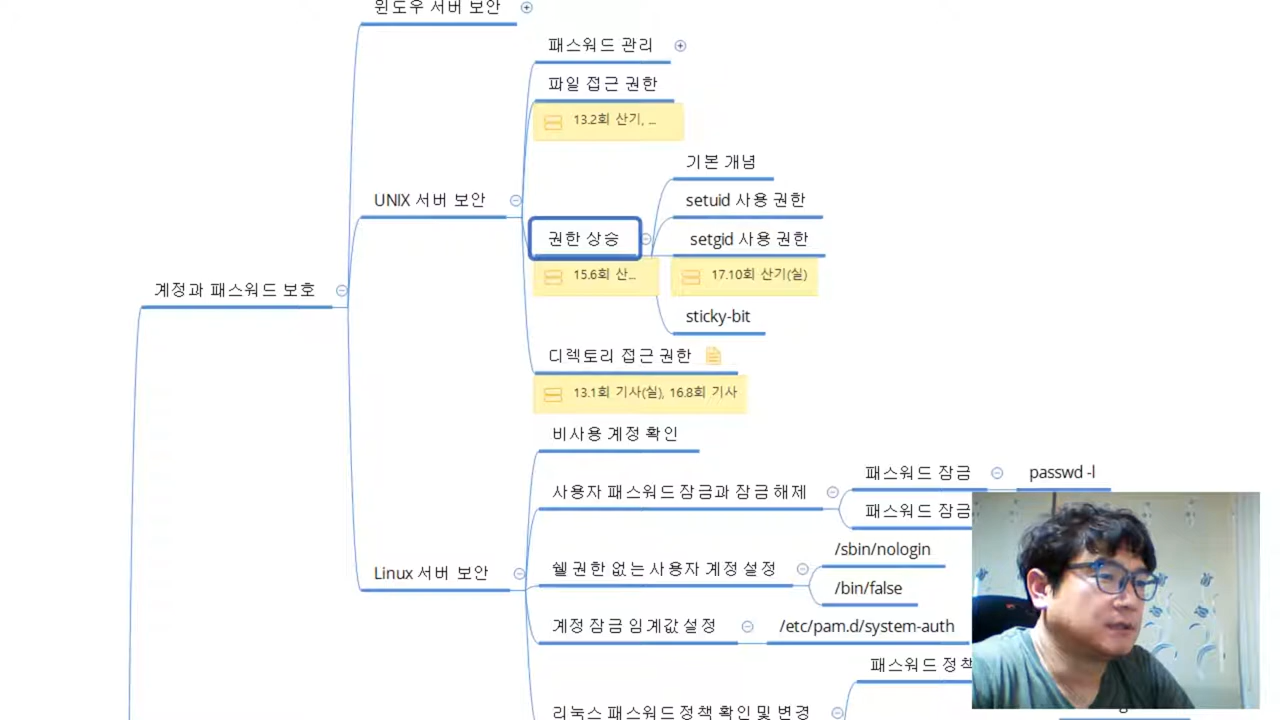 윈도우 서버 보안
패스워드 관리
파일 접근 권한
13.2회 산기, ...
기본 개념
UNIX 서버 보안
setuid 사용 권한
권한 상승
setgid 사용 권한
15.6회 산...
17.10회 산기(실)
계정과 패스워드 보호
sticky-bit
디렉토리 접근 권한
13.1회 기사(실), 16.8회 기사
비사용 계정 확인
패스워드 잠금
passwd -l
사용자 패스워드 잠금과 잠금 해제
패스워드 잠금
/sbin/nologin
쉘 권한 없는 사용자 계정 설정
/bin/false
Linux 서버 보안
계정 잠금 임계값 설정
/etc/pam.d/system-auth
패스워드 정책
리눅스 패스워드 정책 확인 및 변경